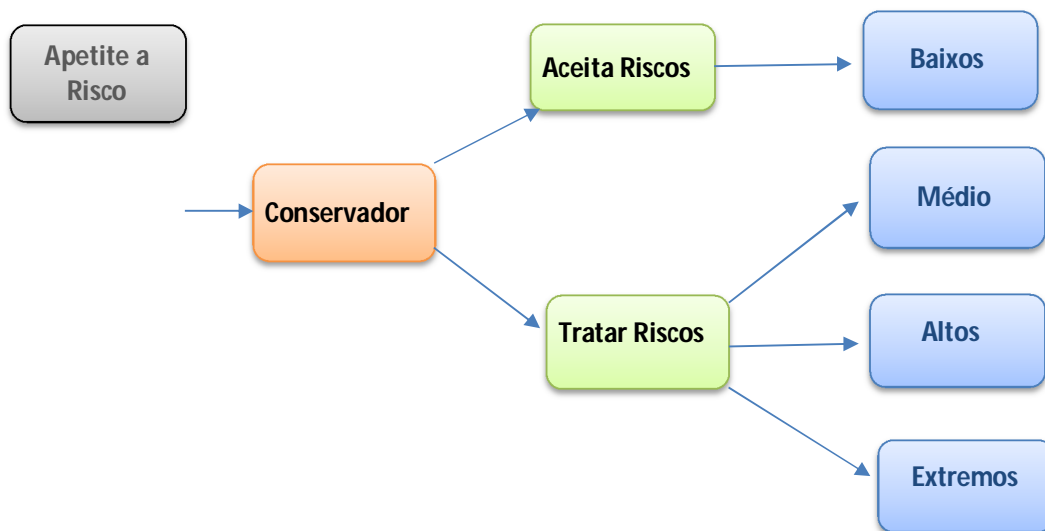 Apetite a
Risco
Aceita Riscos
Baixos
Conservador
Médio
Tratar Riscos
Altos
Extremos